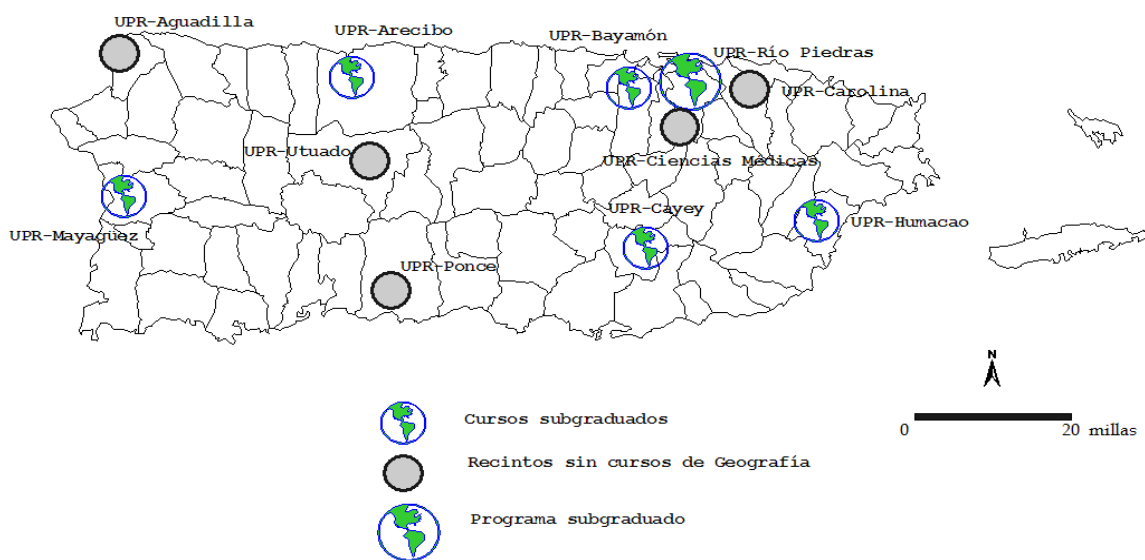 UPR-Aguadilla
UPR-Arecibo
UPR-Bayamón
UPR-Río Piedras
UPR-Carolina
UPR-Utuado
UPR-Ciencias Médicas
UPR-Cayey
UPR-Humacao
UPR-Mayagüez
UPR-Ponce
N
0 20 millas
Cursos subgraduados
Recintos sin cursos de Geografía
Programa subgraduado